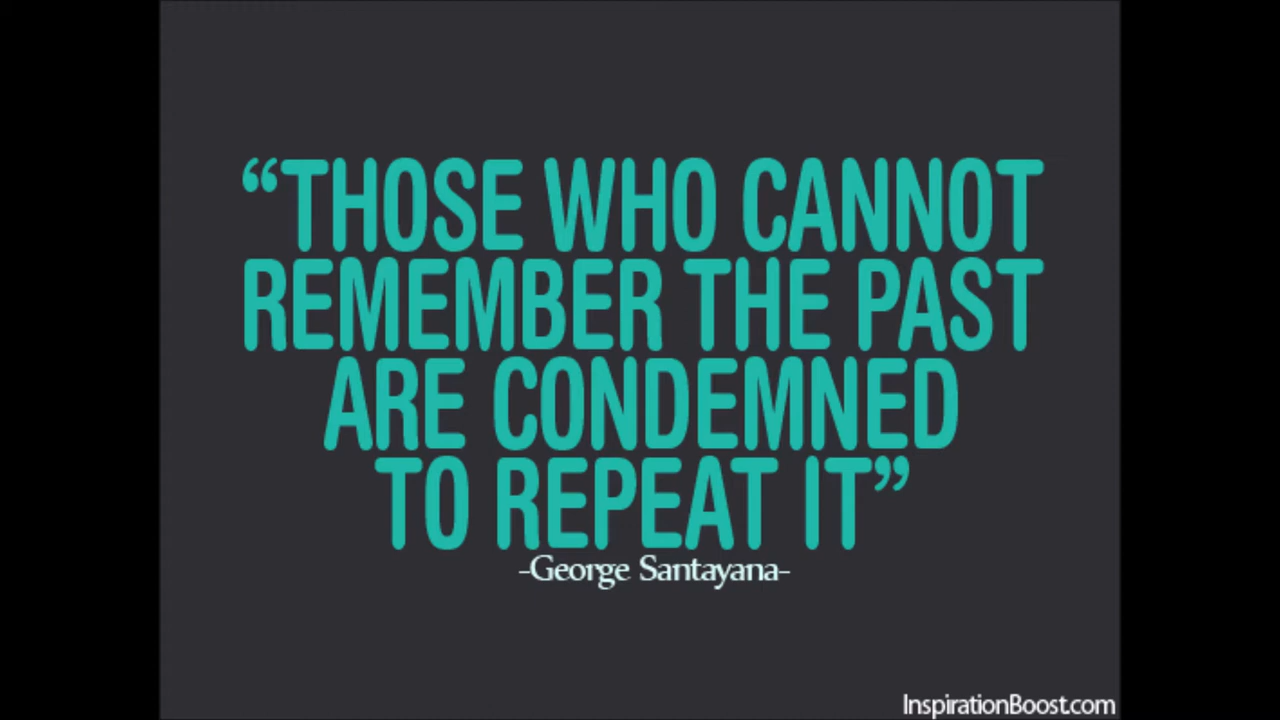 “THOSE WHO CANNOT
REMEMBER THE PAST
ARE CONDEMNED
TO REPEAT IT”
-George Santayana-
InspirationBoost.com